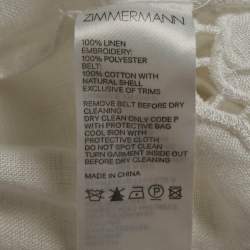 ZIMMERMANN
100% LINEN
EMBROIDERY:
100% POLYESTER
BELT:
100% COTTON WITH
NATURAL SHELL
EXCLUSIVE OF TRIMS
REMOVE BELT BEFORE DRY
CLEANING
DRY CLEAN ONLY CODE P
WITH PROTECTIVE BAG
COOL IRON WITH
PROTECTIVE CLOTH
DO NOT SPOT CLEAN
TURN GARMENT INSIDE OUT
BEFORE DRY CLEANING
MADE IN CHINA